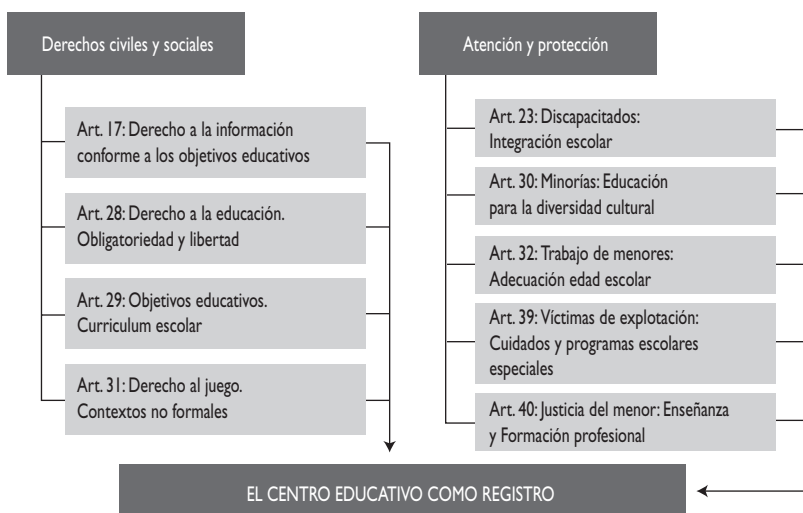 Derechos civiles y sociales
Art. 17: Derecho a la información
conforme a los objetivos educativos
Art. 28: Derecho a la educación.
Obligatoriedad y libertad
Art. 29: Objetivos educativos.
Curriculum escolar
Art. 31: Derecho al juego.
Contextos no formales
Atención y protección
Art. 23: Discapacitados:
Integración escolar
Art. 30: Minorías: Educación
para la diversidad cultural
Art. 32: Trabajo de menores:
Adecuación edad escolar
Art. 39: Víctimas de explotación:
Cuidados y programas escolares
especiales
Art. 40: Justicia del menor: Enseñanza
y Formación profesional
EL CENTRO EDUCATIVO COMO REGISTRO